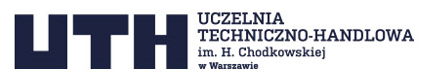 UTH
UCZELNIA
TECHNICZNO-HANDLOWA
im. H. Chodkowskiej
w Warszawie